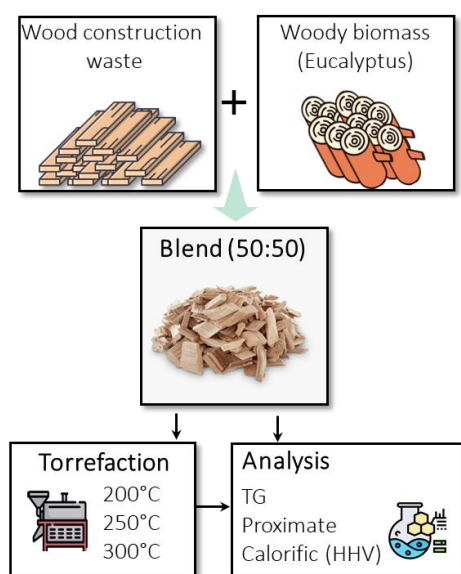 Wood construction
waste
+
Woody biomass
(Eucalyptus)
Blend (50:50)
Torrefaction
200°C
250°C
300°C
Analysis
TG
Proximate
Calorific (HHV)